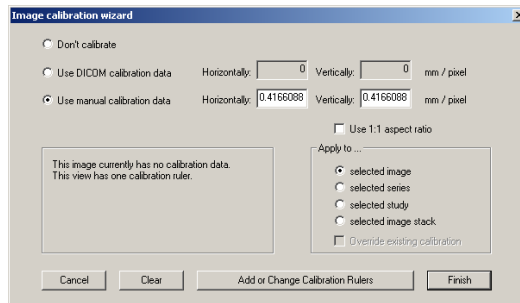 Image calibration wizard
Don't calibrate
Use DICOM calibration data Horizontally: 0 Vertically: 0 mm / pixel
Use manual calibration data Horizontally: 0.4166088 Vertically: 0.4166088 mm / pixel
Use 1:1 aspect ratio
This image currently has no calibration data.
This view has one calibration ruler.
Apply to ...
selected image
selected series
selected study
selected image stack
Override existing calibration
Cancel Clear Add or Change Calibration Rulers Finish